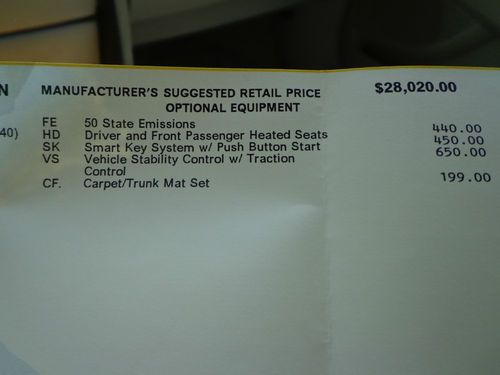 N MANUFACTURER'S SUGGESTED RETAIL PRICE $28,020.00
OPTIONAL EQUIPMENT
FE 50 State Emissions
40) HD Driver and Front Passenger Heated Seats 440.00
SK Smart Key System w/ Push Button Start 450.00
VS Vehicle Stability Control w/ Traction 650.00
Control
CF. Carpet/Trunk Mat Set 199.00